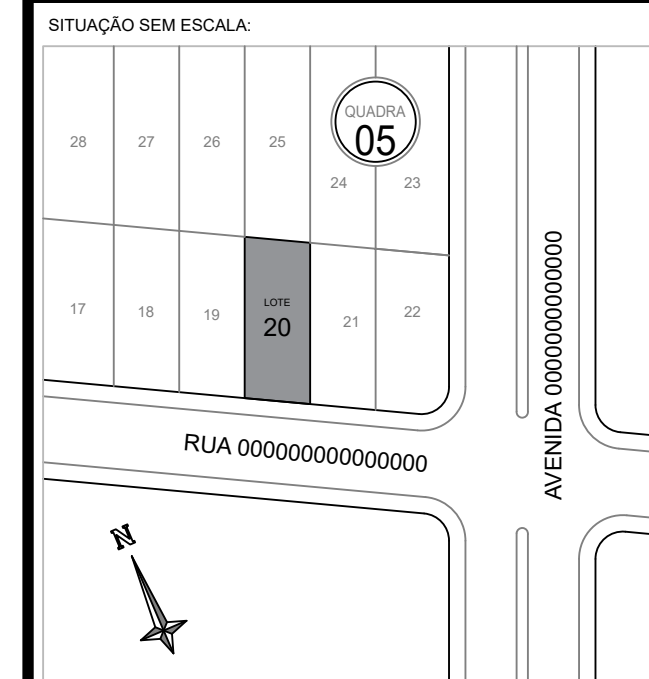 SITUAÇÃO SEM ESCALA:
QUADRA
05
28
27
26
25
24
23
17
18
19
LOTE
20
21
22
RUA 000000000000000
AVENIDA 0000000000000
N